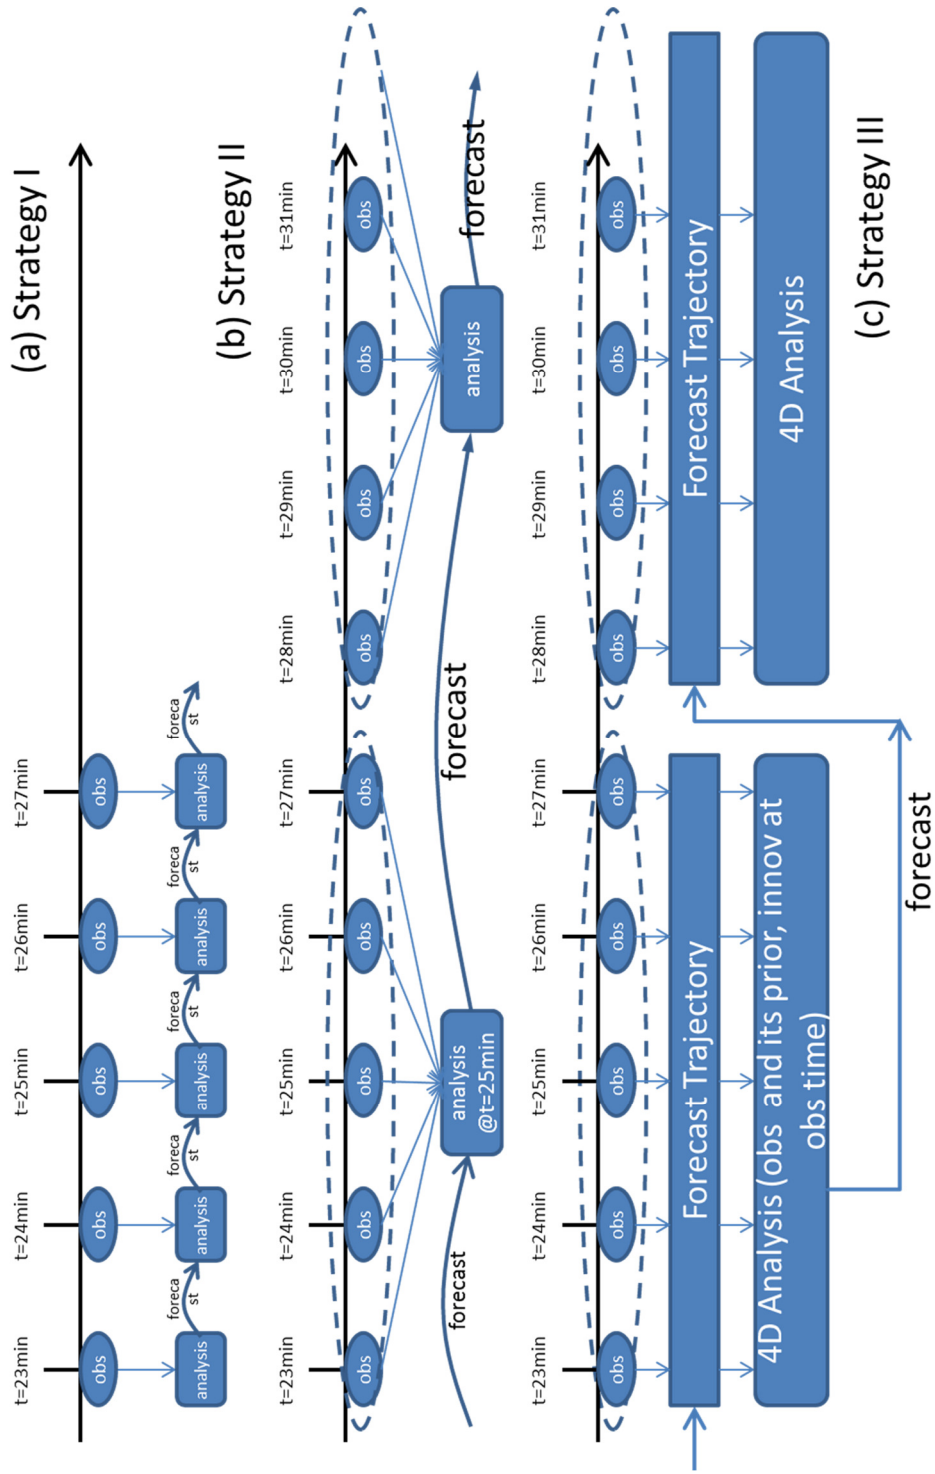 (a) Strategy I
t=23min t=24min t=25min t=26min t=27min
obs obs obs obs obs
foreca foreca foreca foreca foreca
st st st st st
analysis analysis analysis analysis analysis
(b) Strategy II
t=23min t=24min t=25min t=26min t=27min t=28min t=29min t=30min t=31min
obs obs obs obs obs obs obs obs obs
forecast forecast forecast
analysis analysis
@t=25min
t=23min t=24min t=25min t=26min t=27min t=28min t=29min t=30min t=31min
obs obs obs obs obs obs obs obs obs
Forecast Trajectory Forecast Trajectory
4D Analysis (obs and its prior, innov at
obs time)
4D Analysis
(c) Strategy III
forecast